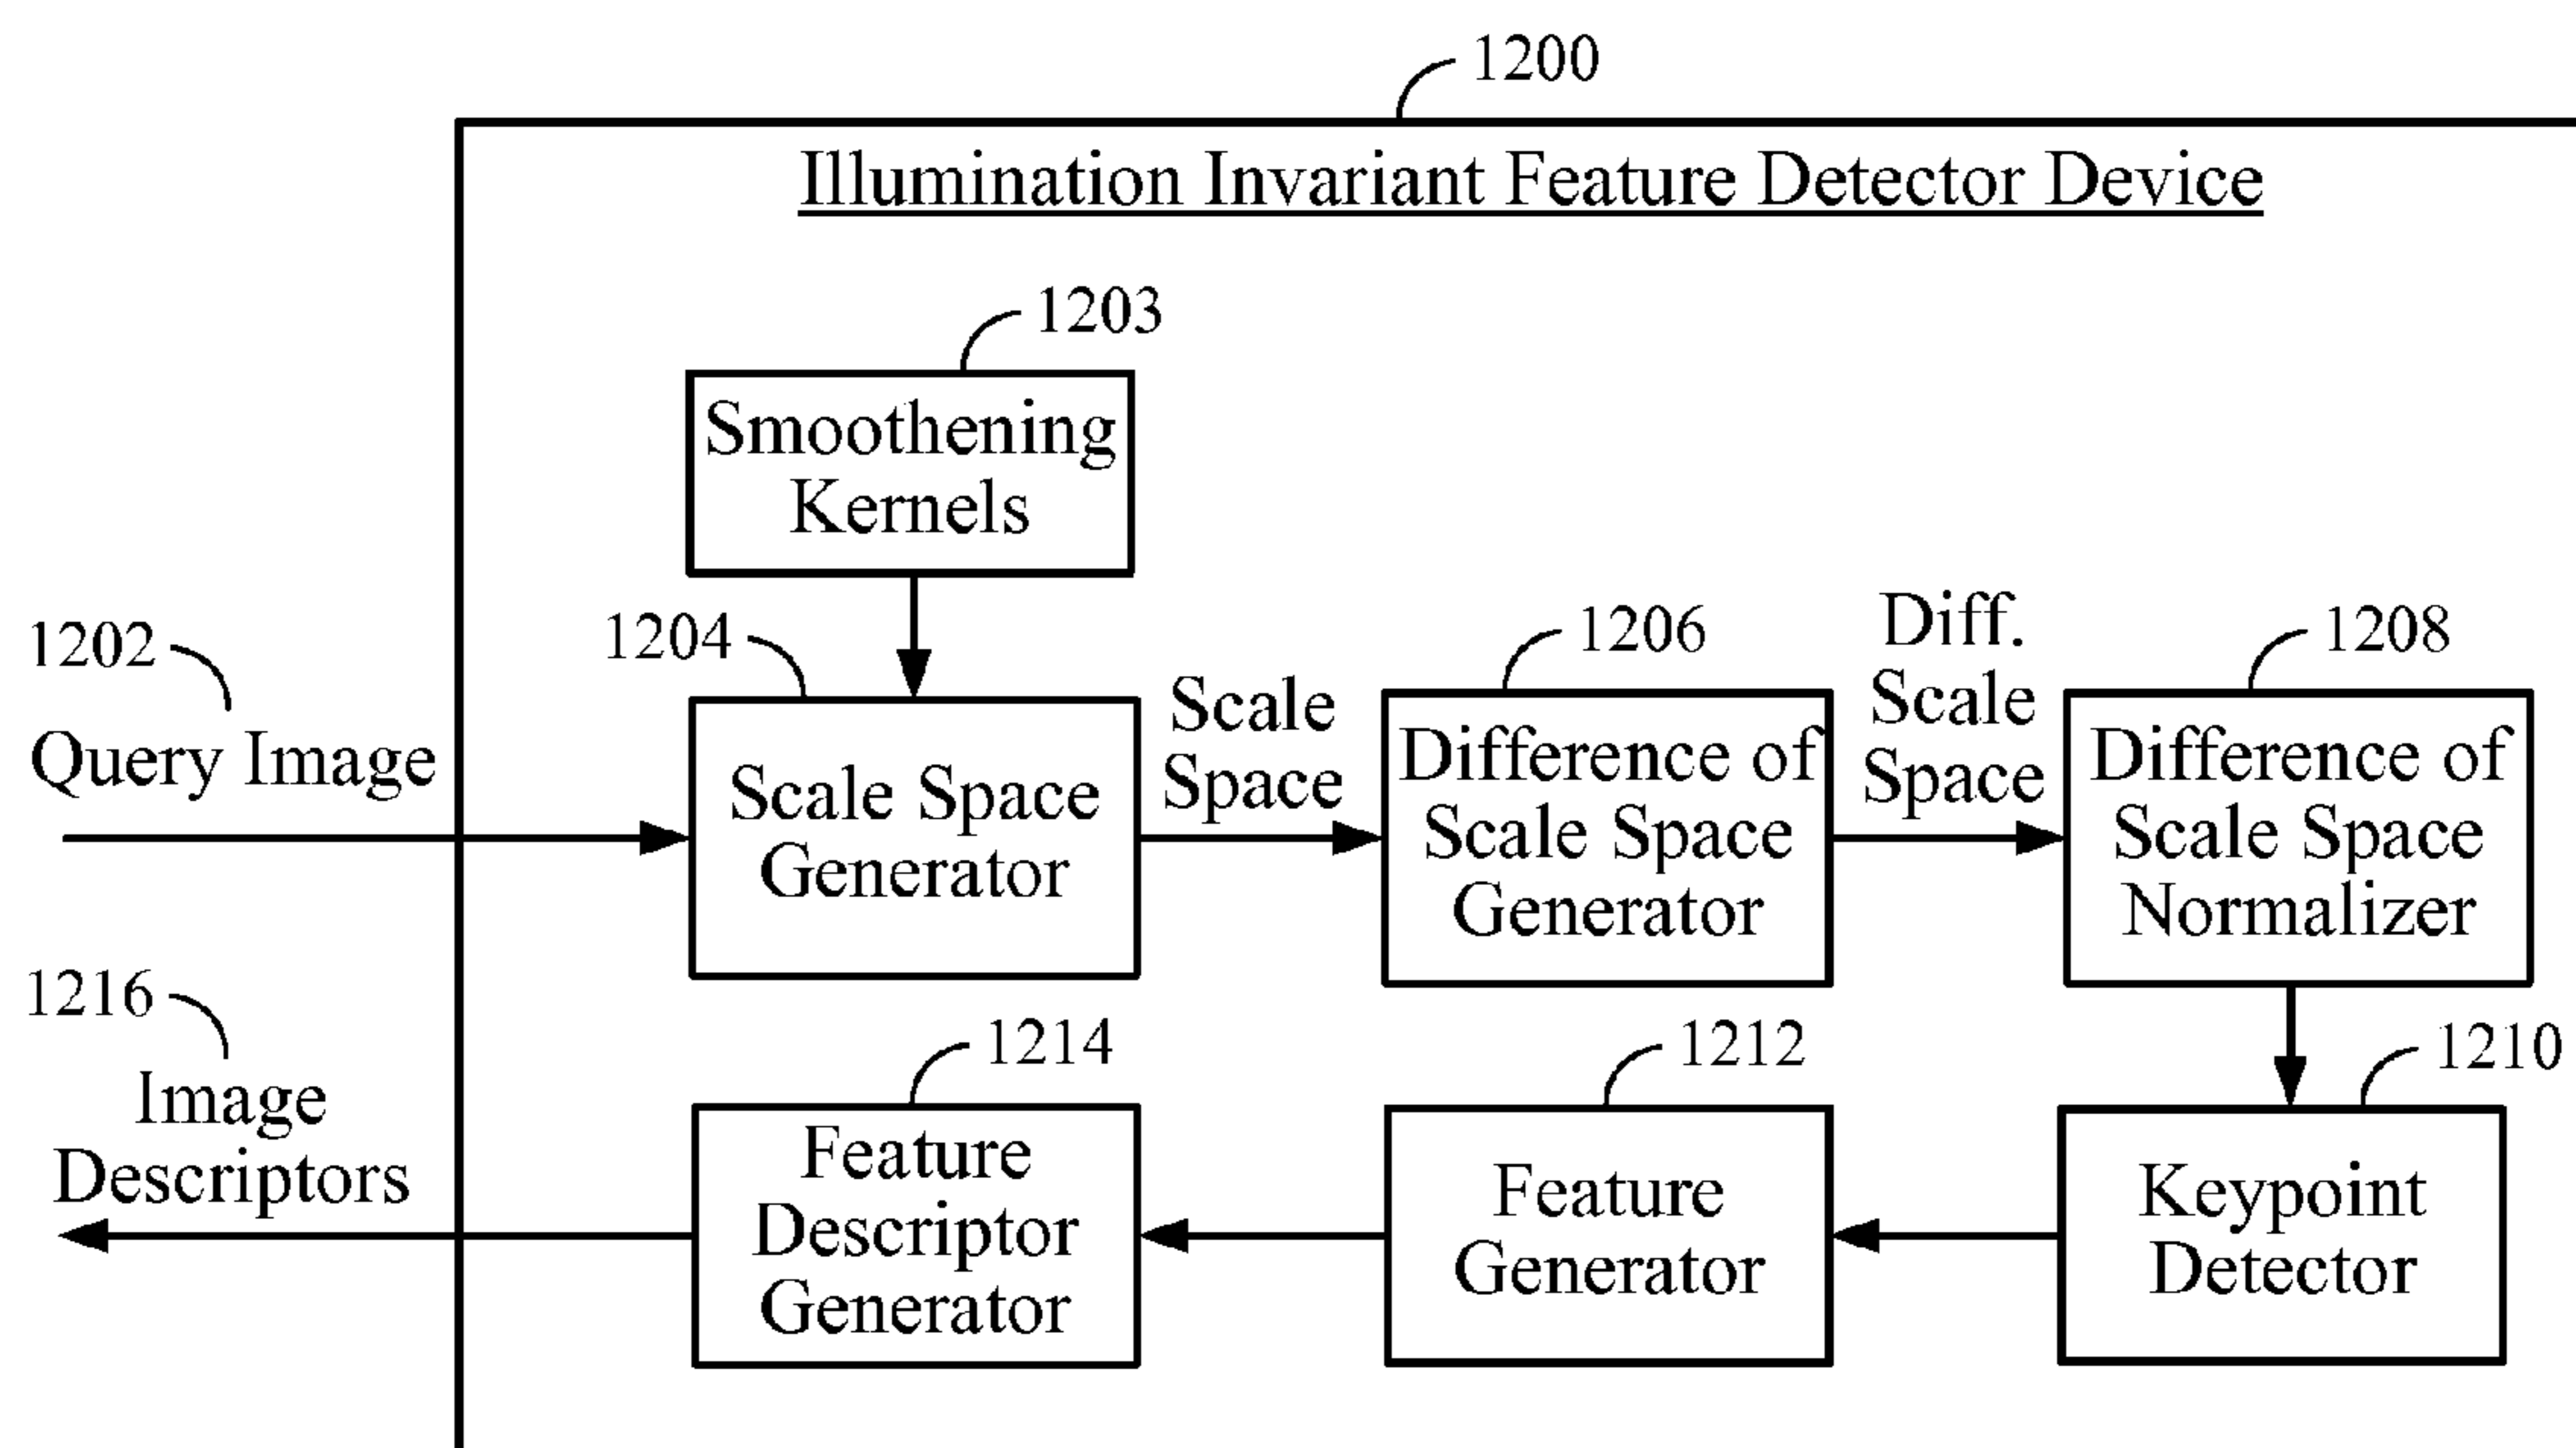 1200
Illumination Invariant Feature Detector Device
1203
Smoothening
Kernels
1202
Query Image
1204
Scale Space
Generator
Scale
Space
1206
Difference of
Scale Space
Generator
Diff.
Scale
Space
1208
Difference of
Scale Space
Normalizer
1210
Keypoint
Detector
1212
Feature
Generator
1214
Feature
Descriptor
Generator
1216
Image
Descriptors